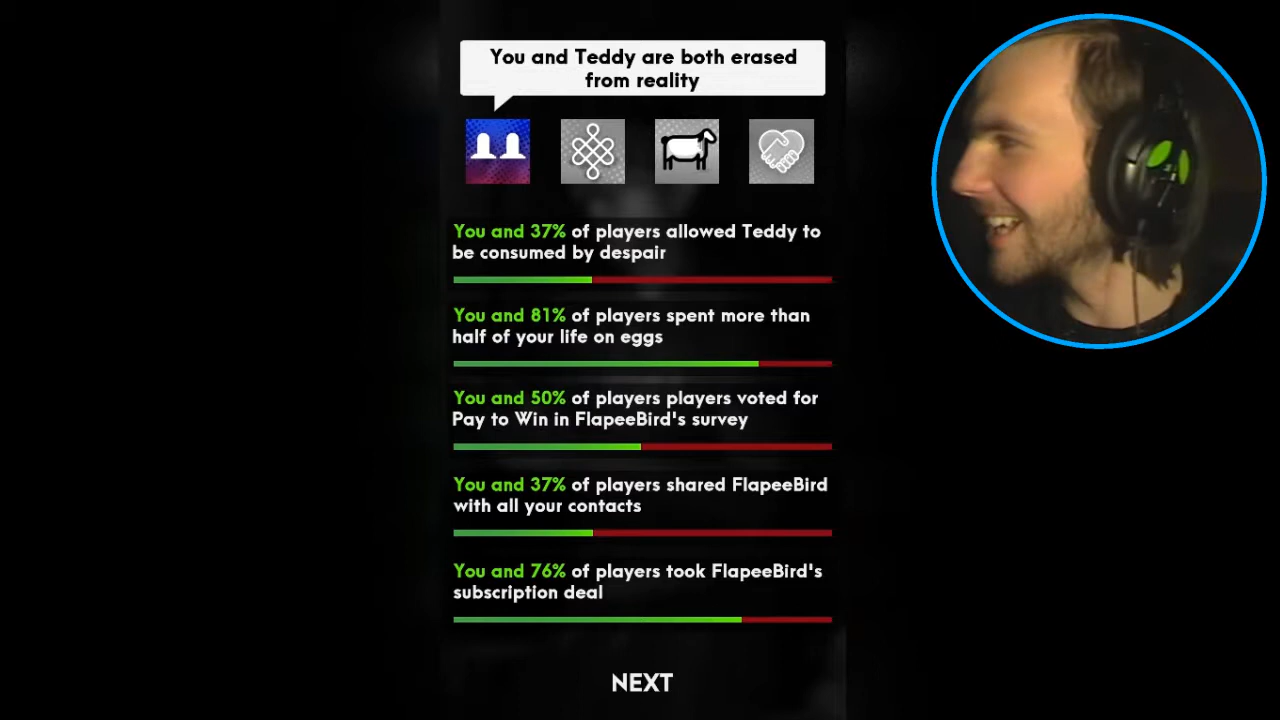 You and Teddy are both erased
from reality
You and 37% of players allowed Teddy to
be consumed by despair
You and 81% of players spent more than
half of your life on eggs
You and 50% of players players voted for
Pay to Win in FlapeeBird's survey
You and 37% of players shared FlapeeBird
with all your contacts
You and 76% of players took FlapeeBird's
subscription deal
NEXT